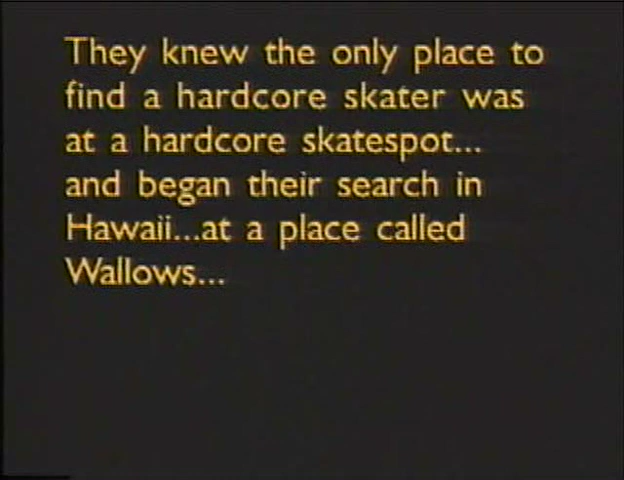 They knew the only place to
find a hardcore skater was
at a hardcore skatespot...
and began their search in
Hawaii...at a place called
Wallows...